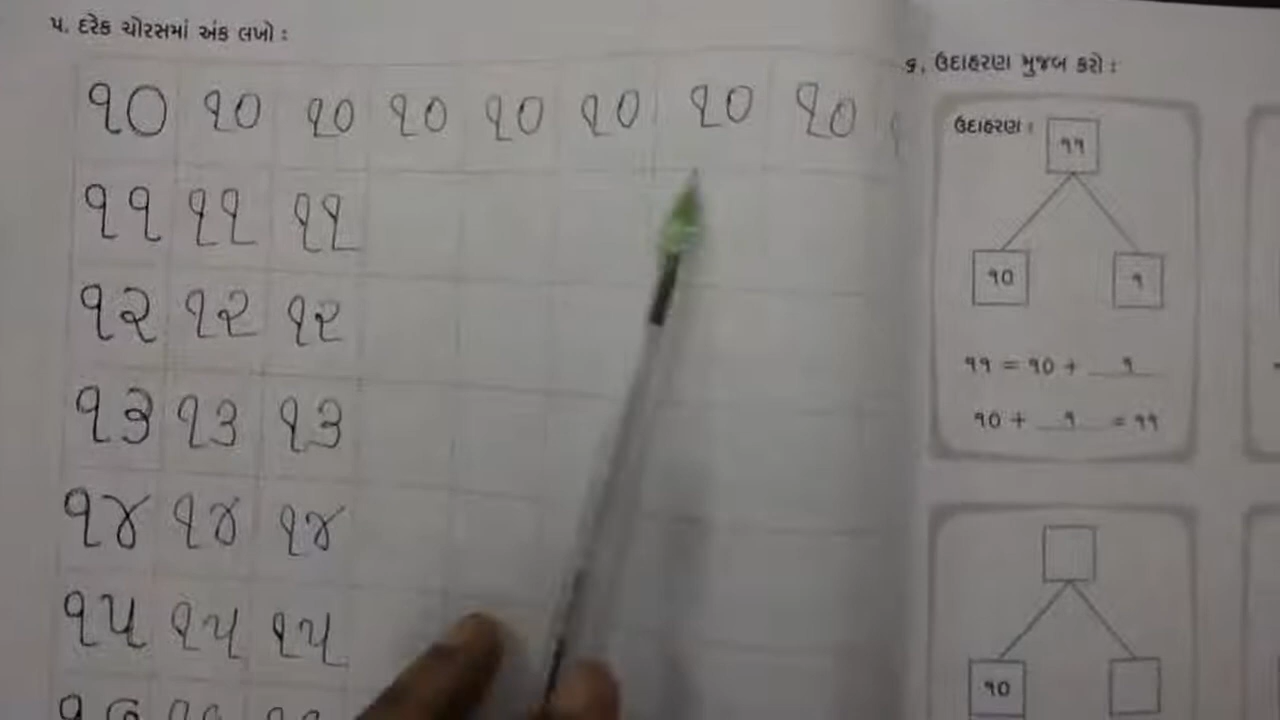 ૫. દરેક ચોરસમાં અંક લખો :
૧૦ ૧૦ ૧૦ ૧૦ ૧૦ ૧૦ ૧૦ ૧૦
૧૧ ૧૧ ૧૧
૧૨ ૧૨ ૧૨
૧૩ ૧૩ ૧૩
૧૪ ૧૪ ૧૪
૧૫ ૧૫ ૧૫
૬. ઉદાહરણ મુજબ કરો :
ઉદાહરણ :
૧૧
૧૦ ૧
૧૧ = ૧૦ + ૧
૧૦ + ૧ = ૧૧
૧૦